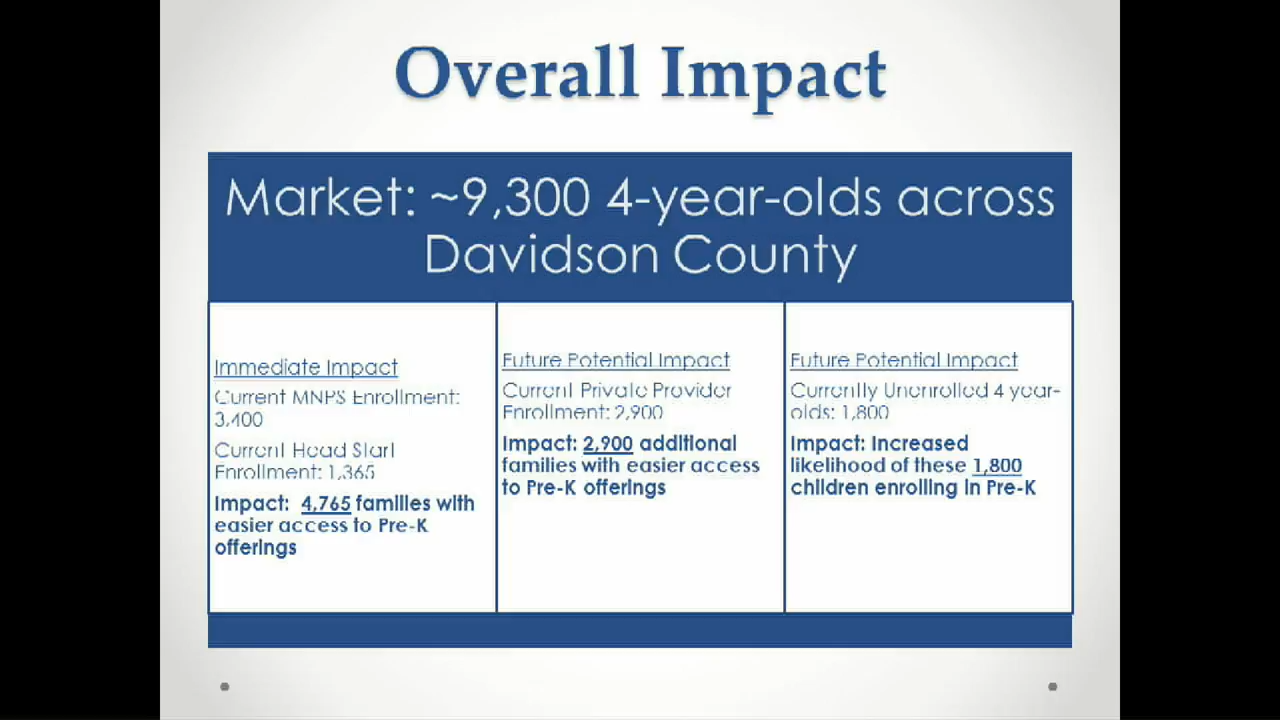 Overall Impact
Market: ~9,300 4-year-olds across
Davidson County
Immediate Impact
Current MNPS Enrollment:
3,400
Current Head Start
Enrollment: 1,365
Impact: 4,765 families with
easier access to Pre-K
offerings
Future Potential Impact
Current Private Provider
Enrollment: 2,900
Impact: 2,900 additional
families with easier access
to Pre-K offerings
Future Potential Impact
Currently Unenrolled 4 year-
olds: 1,800
Impact: Increased
likelihood of these 1,800
children enrolling in Pre-K